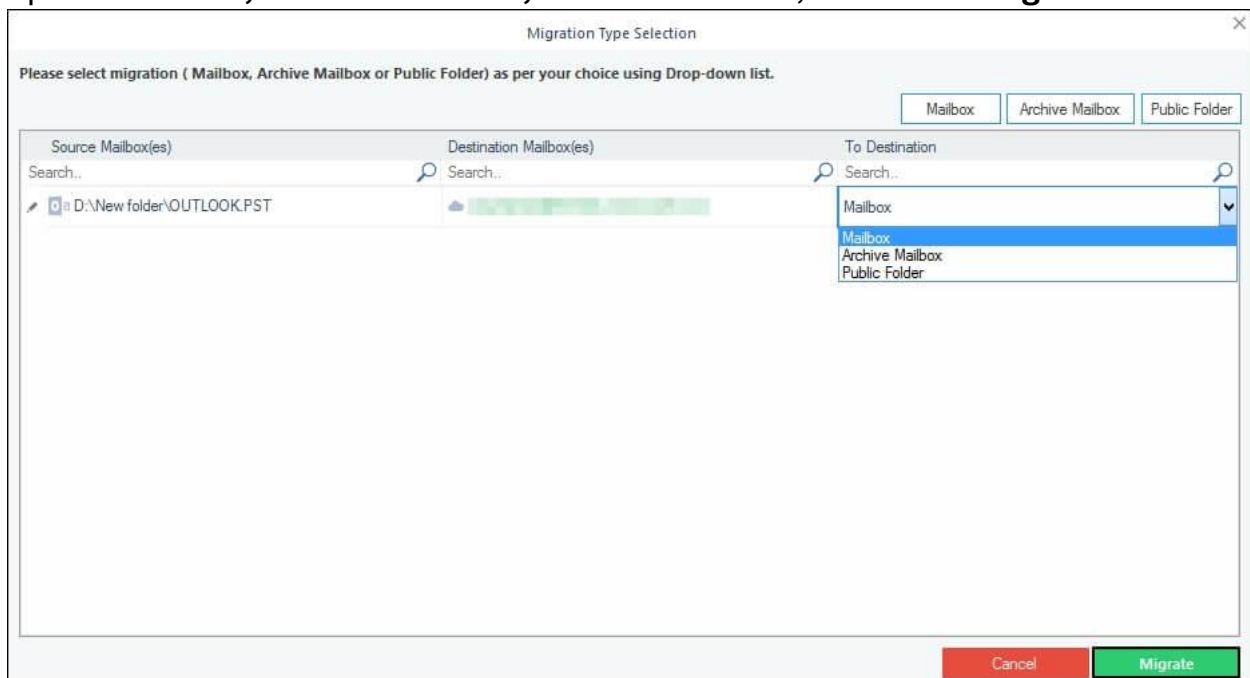 Migration Type Selection
Please select migration ( Mailbox, Archive Mailbox or Public Folder) as per your choice using Drop-down list.
Mailbox Archive Mailbox Public Folder
Source Mailbox(es) Destination Mailbox(es) To Destination
Search.. Search.. Search..
D:\New folder\OUTLOOK.PST Mailbox
Mailbox
Archive Mailbox
Public Folder
Cancel Migrate